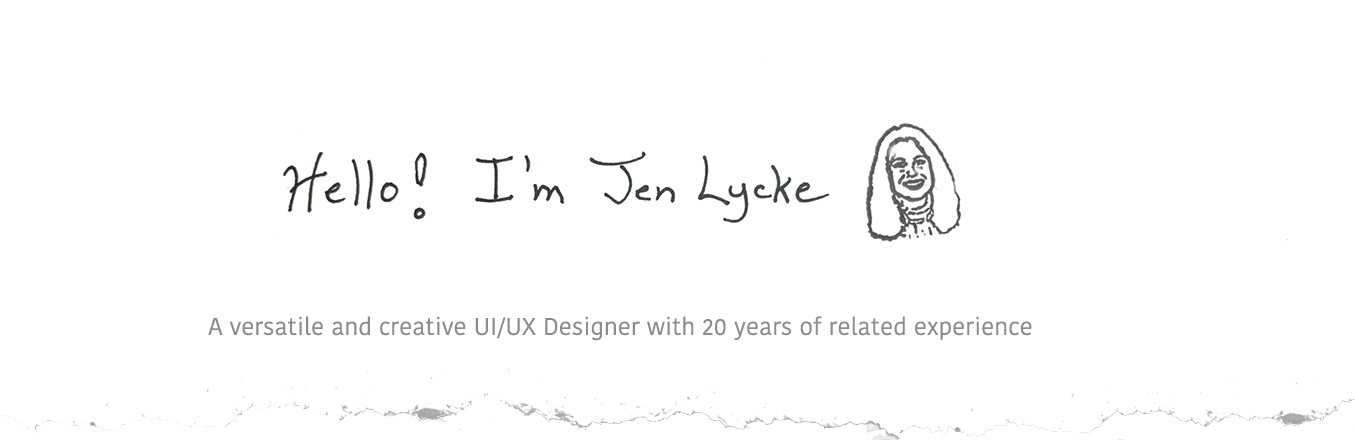 Hello! I'm Jen Lycke
A versatile and creative UI/UX Designer with 20 years of related experience